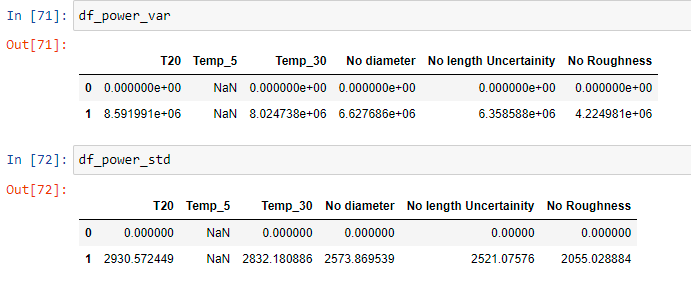 In [71]: df_power_var
Out[71]:
T20 Temp_5 Temp_30 No diameter No length Uncertainity No Roughness
0 0.000000e+00 NaN 0.000000e+00 0.000000e+00 0.000000e+00 0.000000e+00
1 8.591991e+06 NaN 8.024738e+06 6.627686e+06 6.358588e+06 4.224981e+06
In [72]: df_power_std
Out[72]:
T20 Temp_5 Temp_30 No diameter No length Uncertainity No Roughness
0 0.000000 NaN 0.000000 0.000000 0.00000 0.000000
1 2930.572449 NaN 2832.180886 2573.869539 2521.07576 2055.028884